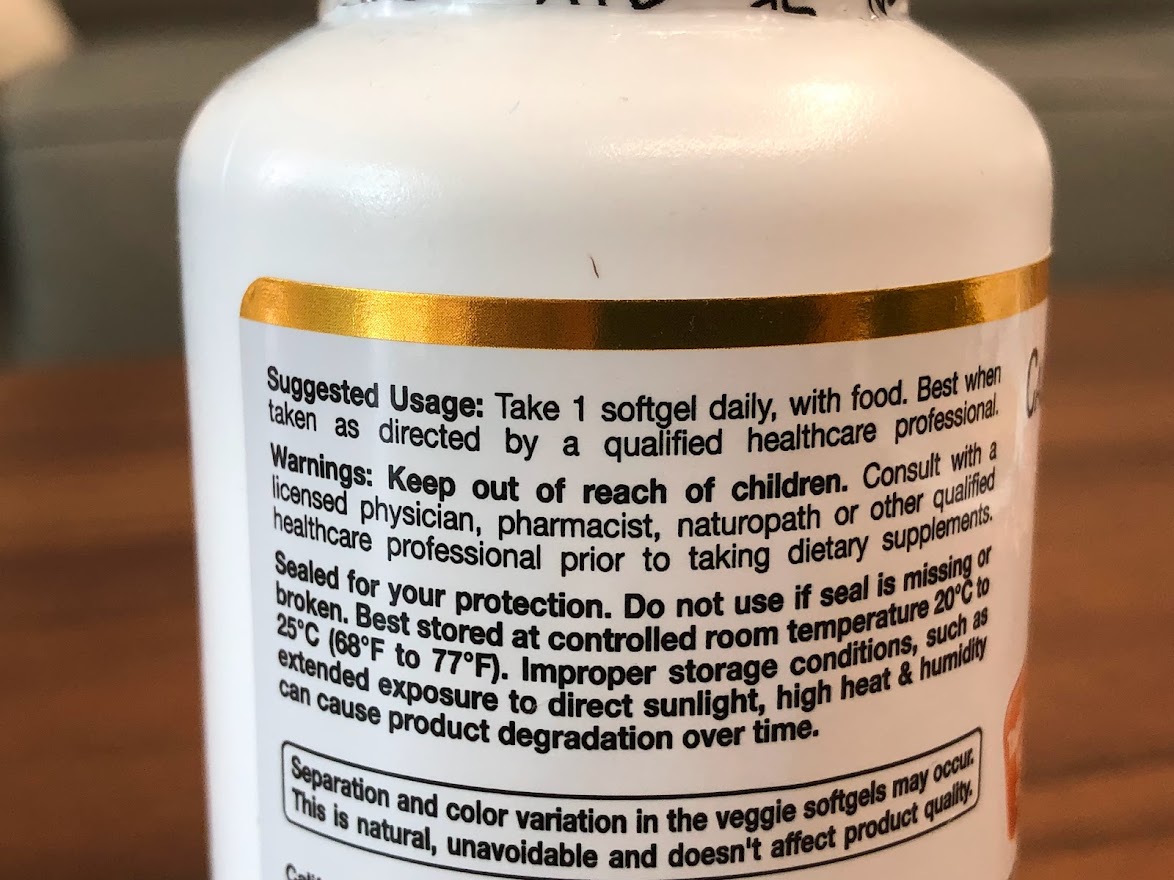 Suggested Usage: Take 1 softgel daily, with food. Best when
taken as directed by a qualified healthcare professional.
Warnings: Keep out of reach of children. Consult with a
licensed physician, pharmacist, naturopath or other qualified
healthcare professional prior to taking dietary supplements.
Sealed for your protection. Do not use if seal is missing or
broken. Best stored at controlled room temperature 20°C to
25°C (68°F to 77°F). Improper storage conditions, such as
extended exposure to direct sunlight, high heat & humidity
can cause product degradation over time.
Separation and color variation in the veggie softgels may occur.
This is natural, unavoidable and doesn't affect product quality.